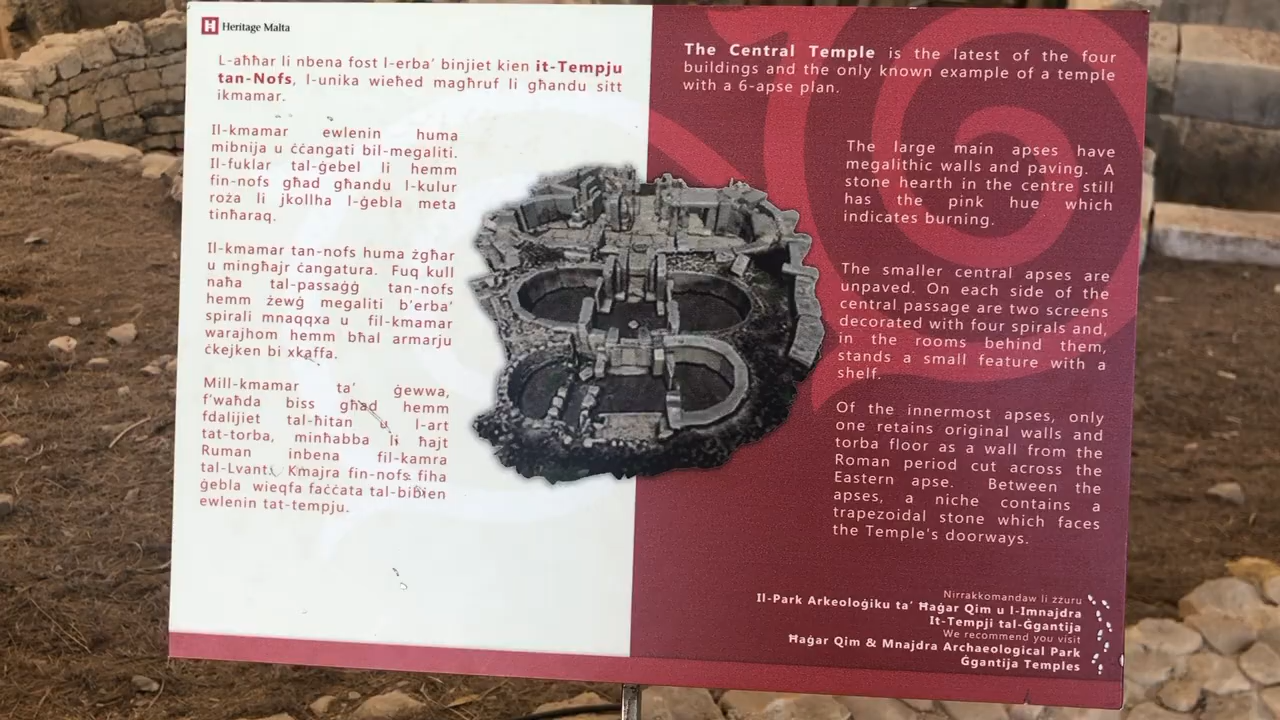 Heritage Malta
L-aħħar li nbena fost l-erba' binjiet kien it-Tempju
tan-Nofs, l-unika wieħed magħruf li għandu sitt
ikmamar.
Il-kmamar ewlenin huma
mibnija u ċċangati bil-megaliti.
Il-fuklar tal-ġebel li hemm
fin-nofs għad għandu l-kulur
roża li jkollha l-ġebla meta
tinħaraq.
Il-kmamar tan-nofs huma żgħar
u mingħajr ċangatura. Fuq kull
naħa tal-passaġġ tan-nofs
hemm żewġ megaliti b'erba'
spirali mnaqqxa u fil-kmamar
warajhom hemm bħal armarju
ċkejken bi xkaffa.
Mill-kmamar ta' ġewwa,
f'waħda biss għad hemm
fdalijiet tal-ħitan u l-art
tat-torba, minħabba li ħajt
Ruman inbena fil-kamra
tal-Lvant. Kmajra fin-nofs fiha
ġebla wieqfa faċċata tal-bibien
ewlenin tat-tempju.
The Central Temple is the latest of the four
buildings and the only known example of a temple
with a 6-apse plan.
The large main apses have
megalithic walls and paving. A
stone hearth in the centre still
has the pink hue which
indicates burning.
The smaller central apses are
unpaved. On each side of the
central passage are two screens
decorated with four spirals and,
in the rooms behind them,
stands a small feature with a
shelf.
Of the innermost apses, only
one retains original walls and
torba floor as a wall from the
Roman period cut across the
Eastern apse. Between the
apses, a niche contains a
trapezoidal stone which faces
the Temple's doorways.
Nirrakkomandaw li żżuru
Il-Park Arkeoloġiku ta' Ħaġar Qim u l-Imnajdra
It-Tempji tal-Ġgantija
We recommend you visit
Ħaġar Qim & Mnajdra Archaeological Park
Ġgantija Temples